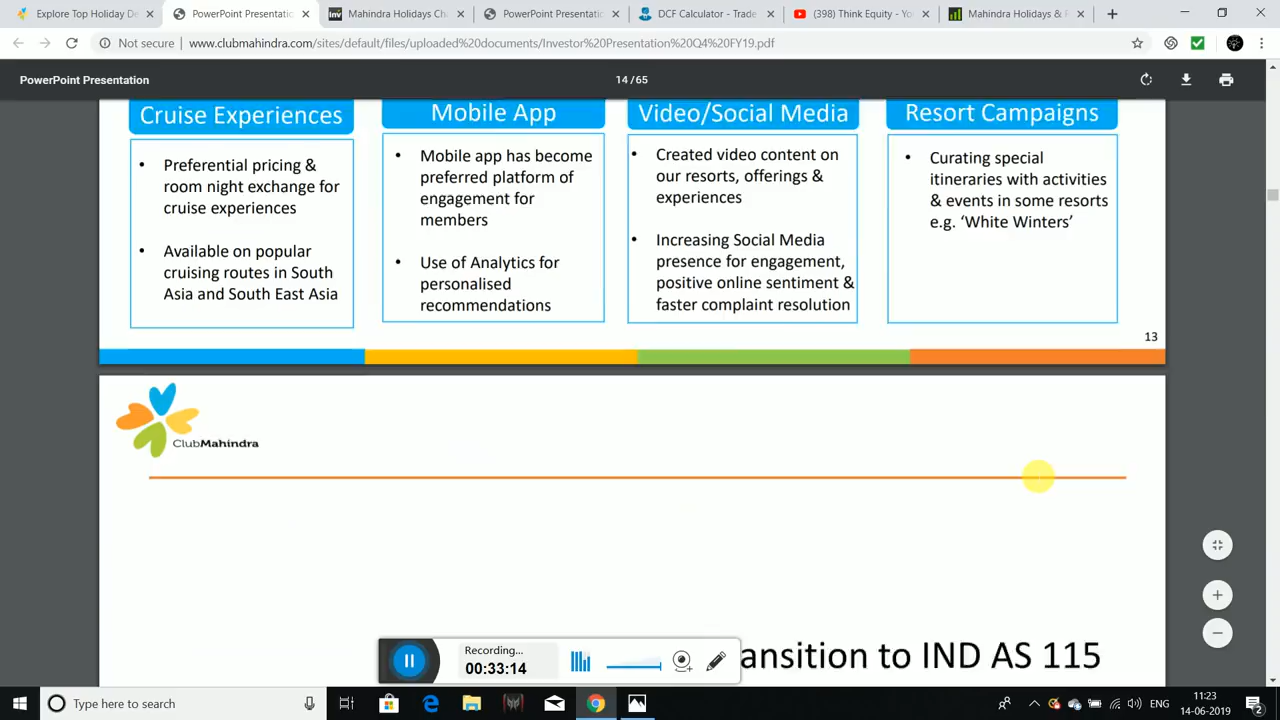 Explore Top Holiday De
PowerPoint Presentatio
Mahindra Holidays Ch
PowerPoint Presentatio
DCF Calculator - Trade
(398) Think Equity - Yo
Mahindra Holidays & R
Not secure
www.clubmahindra.com/sites/default/files/uploaded%20documents/Investor%20Presentation%20Q4%20FY19.pdf
PowerPoint Presentation
14 / 65
Cruise Experiences
• Preferential pricing &
room night exchange for
cruise experiences
• Available on popular
cruising routes in South
Asia and South East Asia
Mobile App
• Mobile app has become
preferred platform of
engagement for
members
• Use of Analytics for
personalised
recommendations
Video/Social Media
• Created video content on
our resorts, offerings &
experiences
• Increasing Social Media
presence for engagement,
positive online sentiment &
faster complaint resolution
Resort Campaigns
• Curating special
itineraries with activities
& events in some resorts
e.g. ‘White Winters’
13
ClubMahindra
ansition to IND AS 115
Recording...
00:33:14
Type here to search
ENG
11:23
14-06-2019
2